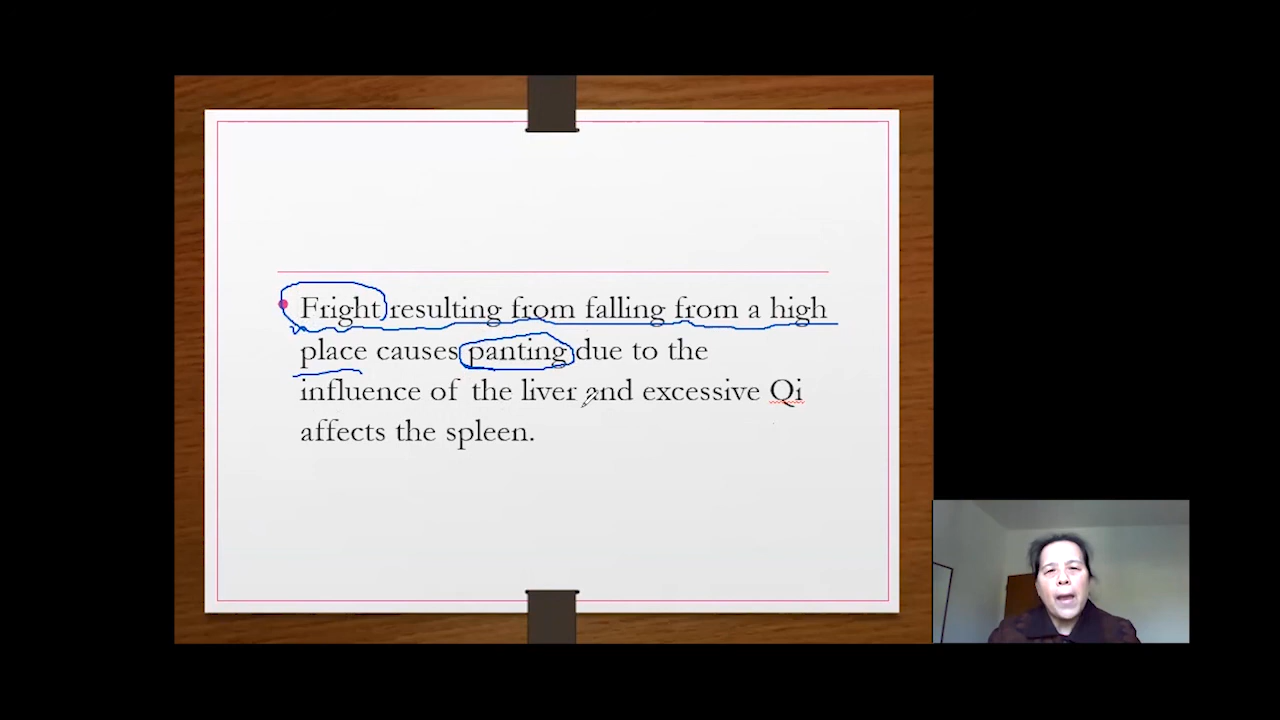 Fright resulting from falling from a high
place causes panting due to the
influence of the liver and excessive Qi
affects the spleen.